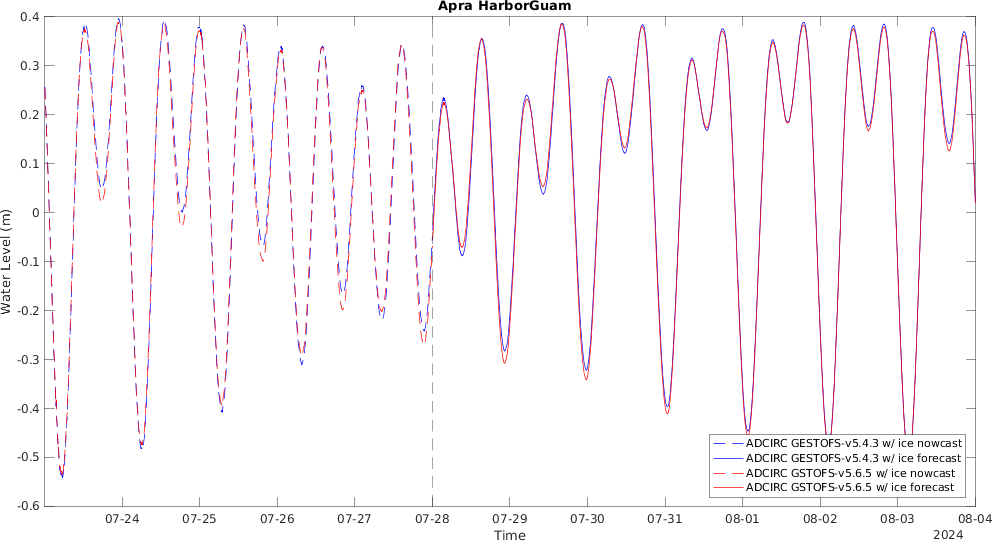 Apra HarborGuam
Water Level (m)
0.4
0.3
0.2
0.1
0
-0.1
-0.2
-0.3
-0.4
-0.5
-0.6
ADCIRC GESTOFS-v5.4.3 w/ ice nowcast
ADCIRC GESTOFS-v5.4.3 w/ ice forecast
ADCIRC GSTOFS-v5.6.5 w/ ice nowcast
ADCIRC GSTOFS-v5.6.5 w/ ice forecast
07-24 07-25 07-26 07-27 07-28 07-29 07-30 07-31 08-01 08-02 08-03 08-04
Time
2024